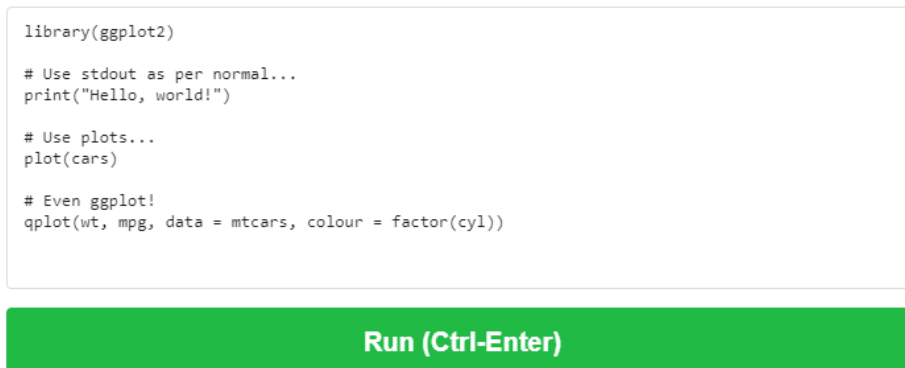 library(ggplot2)
# Use stdout as per normal...
print("Hello, world!")
# Use plots...
plot(cars)
# Even ggplot!
qplot(wt, mpg, data = mtcars, colour = factor(cyl))
Run (Ctrl-Enter)